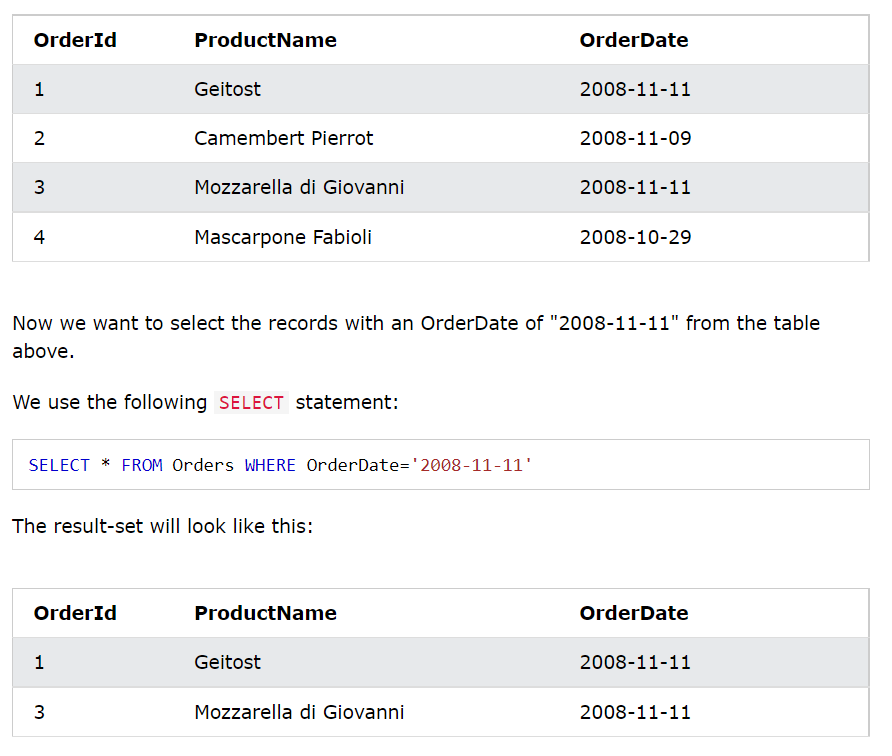 OrderId ProductName OrderDate
1 Geitost 2008-11-11
2 Camembert Pierrot 2008-11-09
3 Mozzarella di Giovanni 2008-11-11
4 Mascarpone Fabioli 2008-10-29
Now we want to select the records with an OrderDate of "2008-11-11" from the table
above.
We use the following SELECT statement:
SELECT * FROM Orders WHERE OrderDate='2008-11-11'
The result-set will look like this:
OrderId ProductName OrderDate
1 Geitost 2008-11-11
3 Mozzarella di Giovanni 2008-11-11